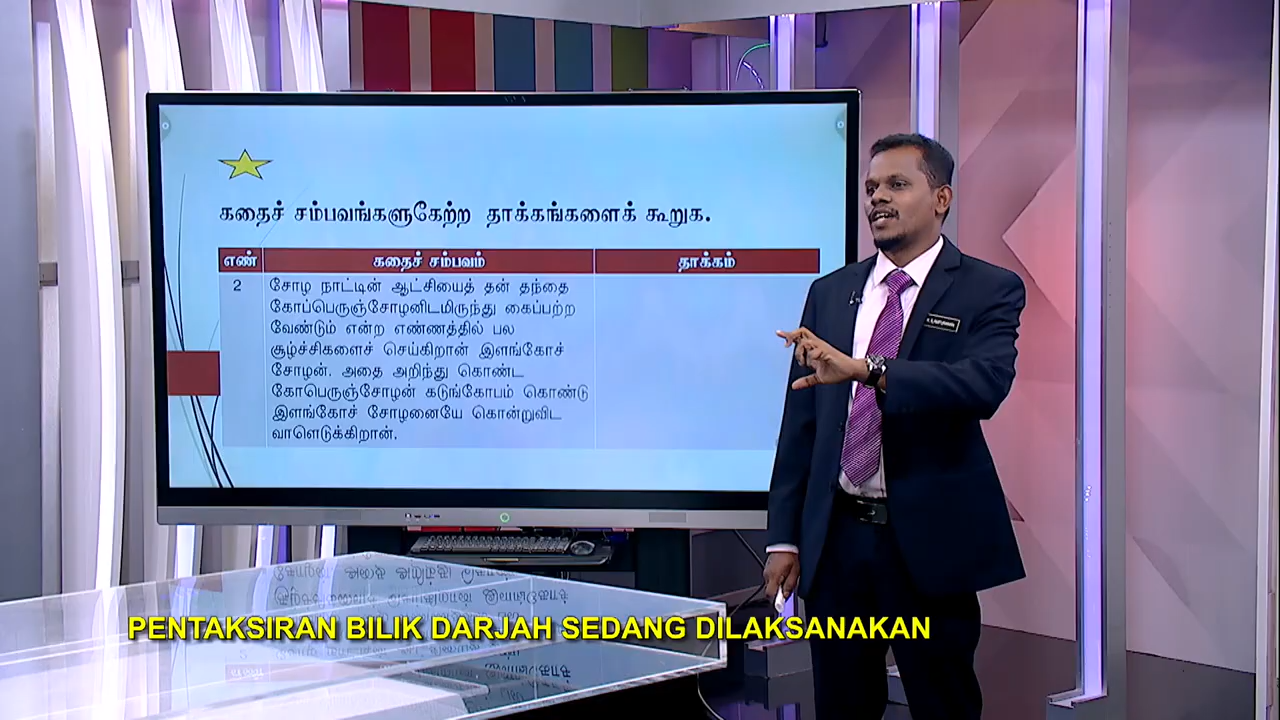 கதைச் சம்பவங்களுகேற்ற தாக்கங்களைக் கூறுக.
எண் கதைச் சம்பவம் தாக்கம்
2 சோழ நாட்டின் ஆட்சியைத் தன் தந்தை
கோப்பெருஞ்சோழனிடமிருந்து கைப்பற்ற
வேண்டும் என்ற எண்ணத்தில் பல
சூழ்ச்சிகளைச் செய்கிறான் இளங்கோச்
சோழன். அதை அறிந்து கொண்ட
கோபெருஞ்சோழன் கடுங்கோபம் கொண்டு
இளங்கோச் சோழனையே கொன்றுவிட
வாளெடுக்கிறான்.
PENTAKSIRAN BILIK DARJAH SEDANG DILAKSANAKAN